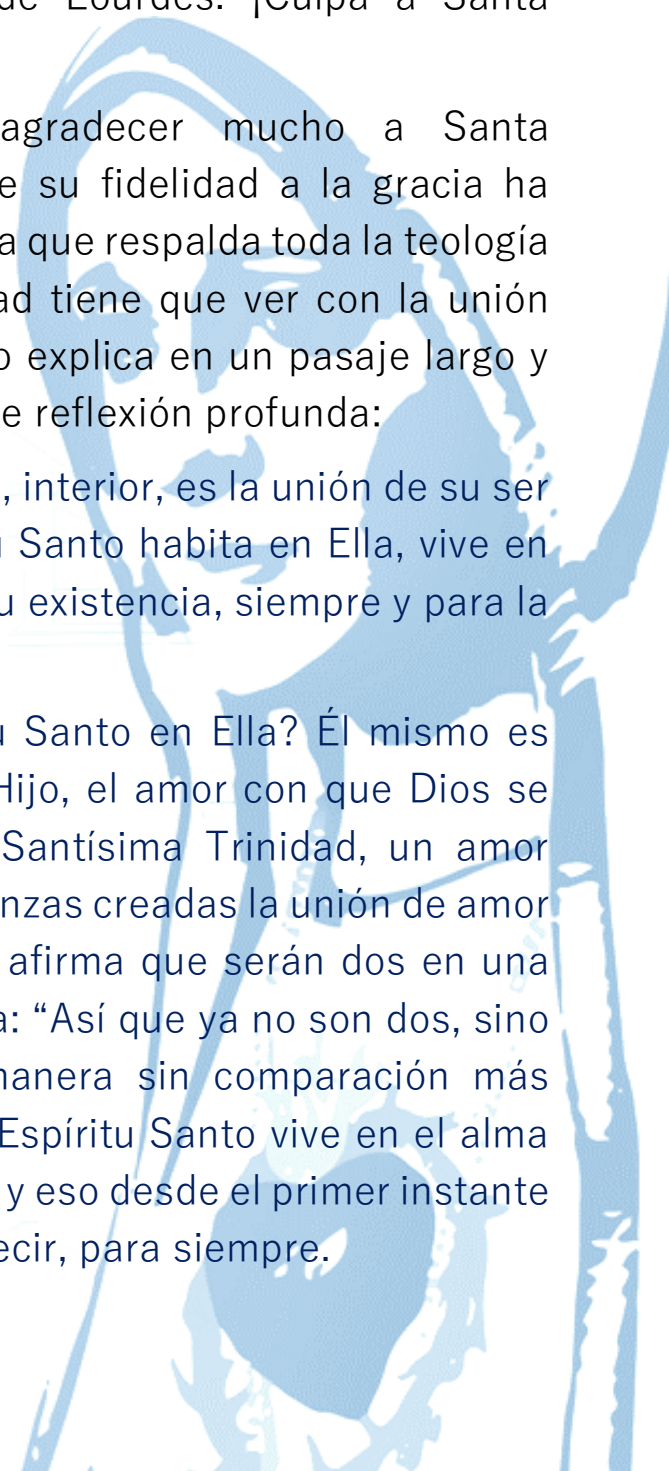 de Lourdes. ¡Culpa a Santa
agradecer mucho a Santa
e su fidelidad a la gracia ha
a que respalda toda la teología
ad tiene que ver con la unión
o explica en un pasaje largo y
e reflexión profunda:
, interior, es la unión de su ser
u Santo habita en Ella, vive en
u existencia, siempre y para la
u Santo en Ella? Él mismo es
Hijo, el amor con que Dios se
Santísima Trinidad, un amor
nzas creadas la unión de amor
afirma que serán dos en una
a: “Así que ya no son dos, sino
manera sin comparación más
Espíritu Santo vive en el alma
y eso desde el primer instante
ecir, para siempre.